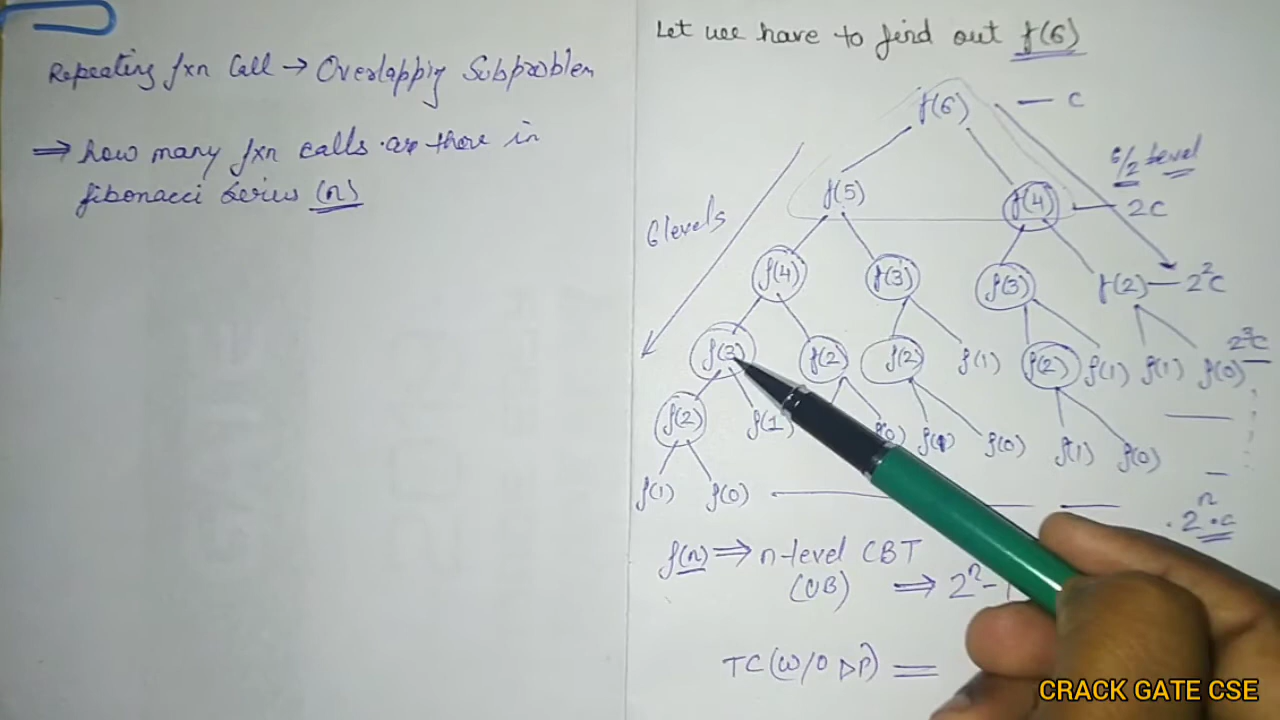 Repeating fxn Call → Overlapping Subproblem
⇒ how many fxn calls are there in
fibonacci series (n)
Let we have to find out f(6)
f(6) — C
6/2 Level
f(5) f(4) — 2C
6 levels
f(4) f(3) f(3) f(2) — 2²C
f(3) f(2) f(2) f(1) f(2) f(1) f(1) f(0) 2³C
f(2) f(1) f(0) f(1) f(0) f(1) f(0)
f(1) f(0)
2ⁿ·C
f(n) ⇒ n-level CBT
(UB) ⇒ 2ⁿ-1
TC (W/O DP) =
CRACK GATE CSE